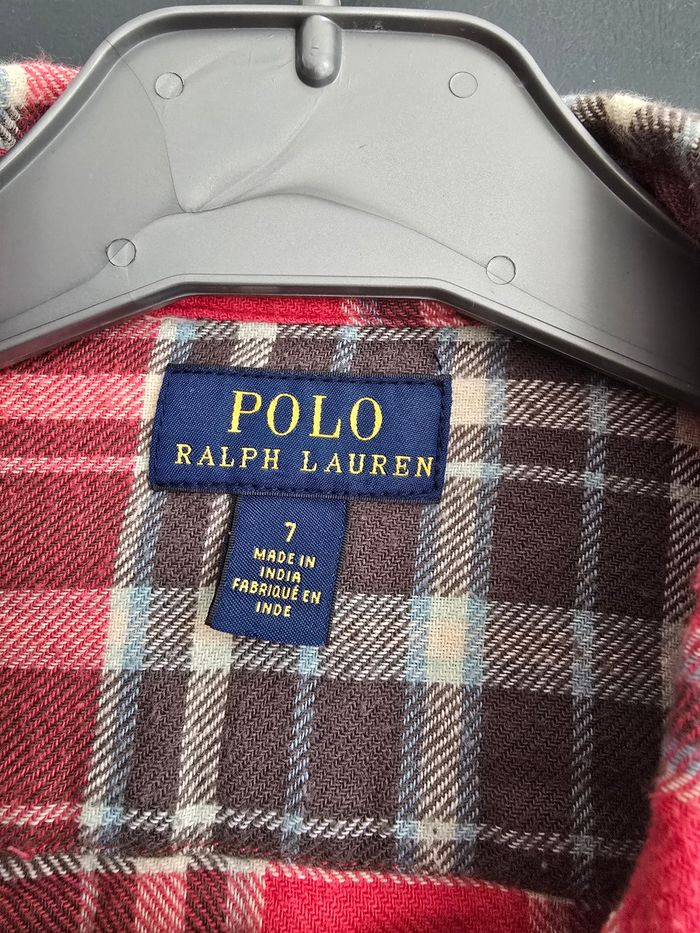 POLO
RALPH LAUREN
7
MADE IN
INDIA
FABRIQUÉ EN
INDE